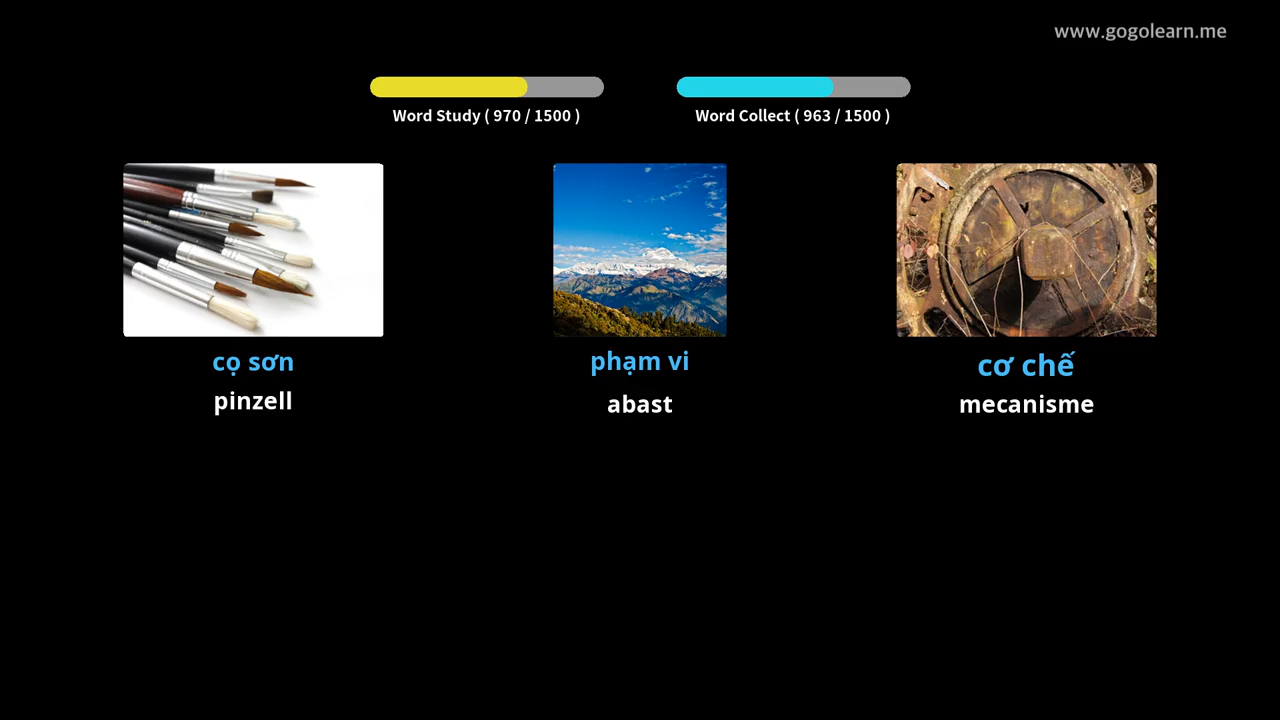 www.gogolearn.me
Word Study ( 970 / 1500 )
Word Collect ( 963 / 1500 )
cọ sơn
phạm vi
cơ chế
pinzell
abast
mecanisme